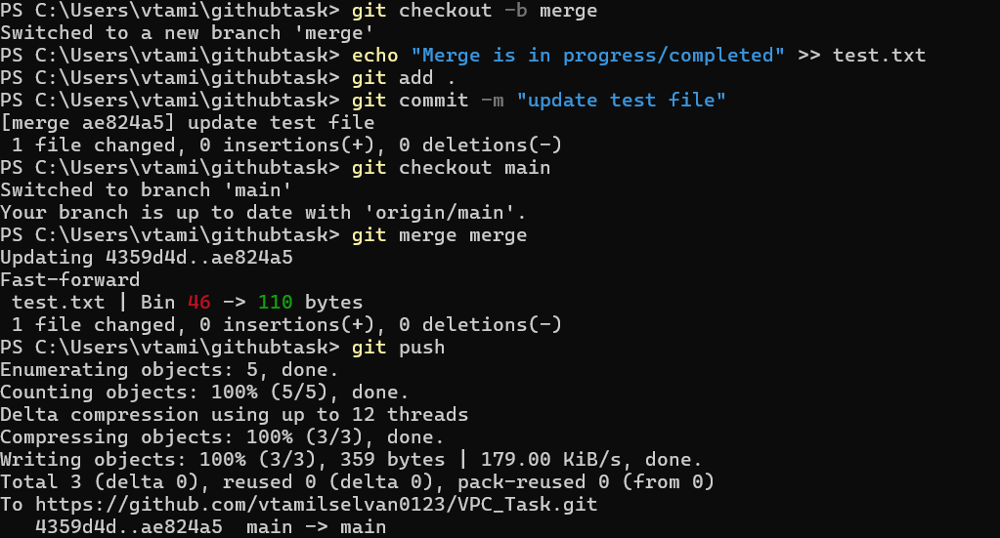 PS C:\Users\vtami\githubtask> git checkout -b merge
Switched to a new branch 'merge'
PS C:\Users\vtami\githubtask> echo "Merge is in progress/completed" >> test.txt
PS C:\Users\vtami\githubtask> git add .
PS C:\Users\vtami\githubtask> git commit -m "update test file"
[merge ae824a5] update test file
 1 file changed, 0 insertions(+), 0 deletions(-)
PS C:\Users\vtami\githubtask> git checkout main
Switched to branch 'main'
Your branch is up to date with 'origin/main'.
PS C:\Users\vtami\githubtask> git merge merge
Updating 4359d4d..ae824a5
Fast-forward
 test.txt | Bin 46 -> 110 bytes
 1 file changed, 0 insertions(+), 0 deletions(-)
PS C:\Users\vtami\githubtask> git push
Enumerating objects: 5, done.
Counting objects: 100% (5/5), done.
Delta compression using up to 12 threads
Compressing objects: 100% (3/3), done.
Writing objects: 100% (3/3), 359 bytes | 179.00 KiB/s, done.
Total 3 (delta 0), reused 0 (delta 0), pack-reused 0 (from 0)
To https://github.com/vtamilselvan0123/VPC_Task.git
   4359d4d..ae824a5  main -> main